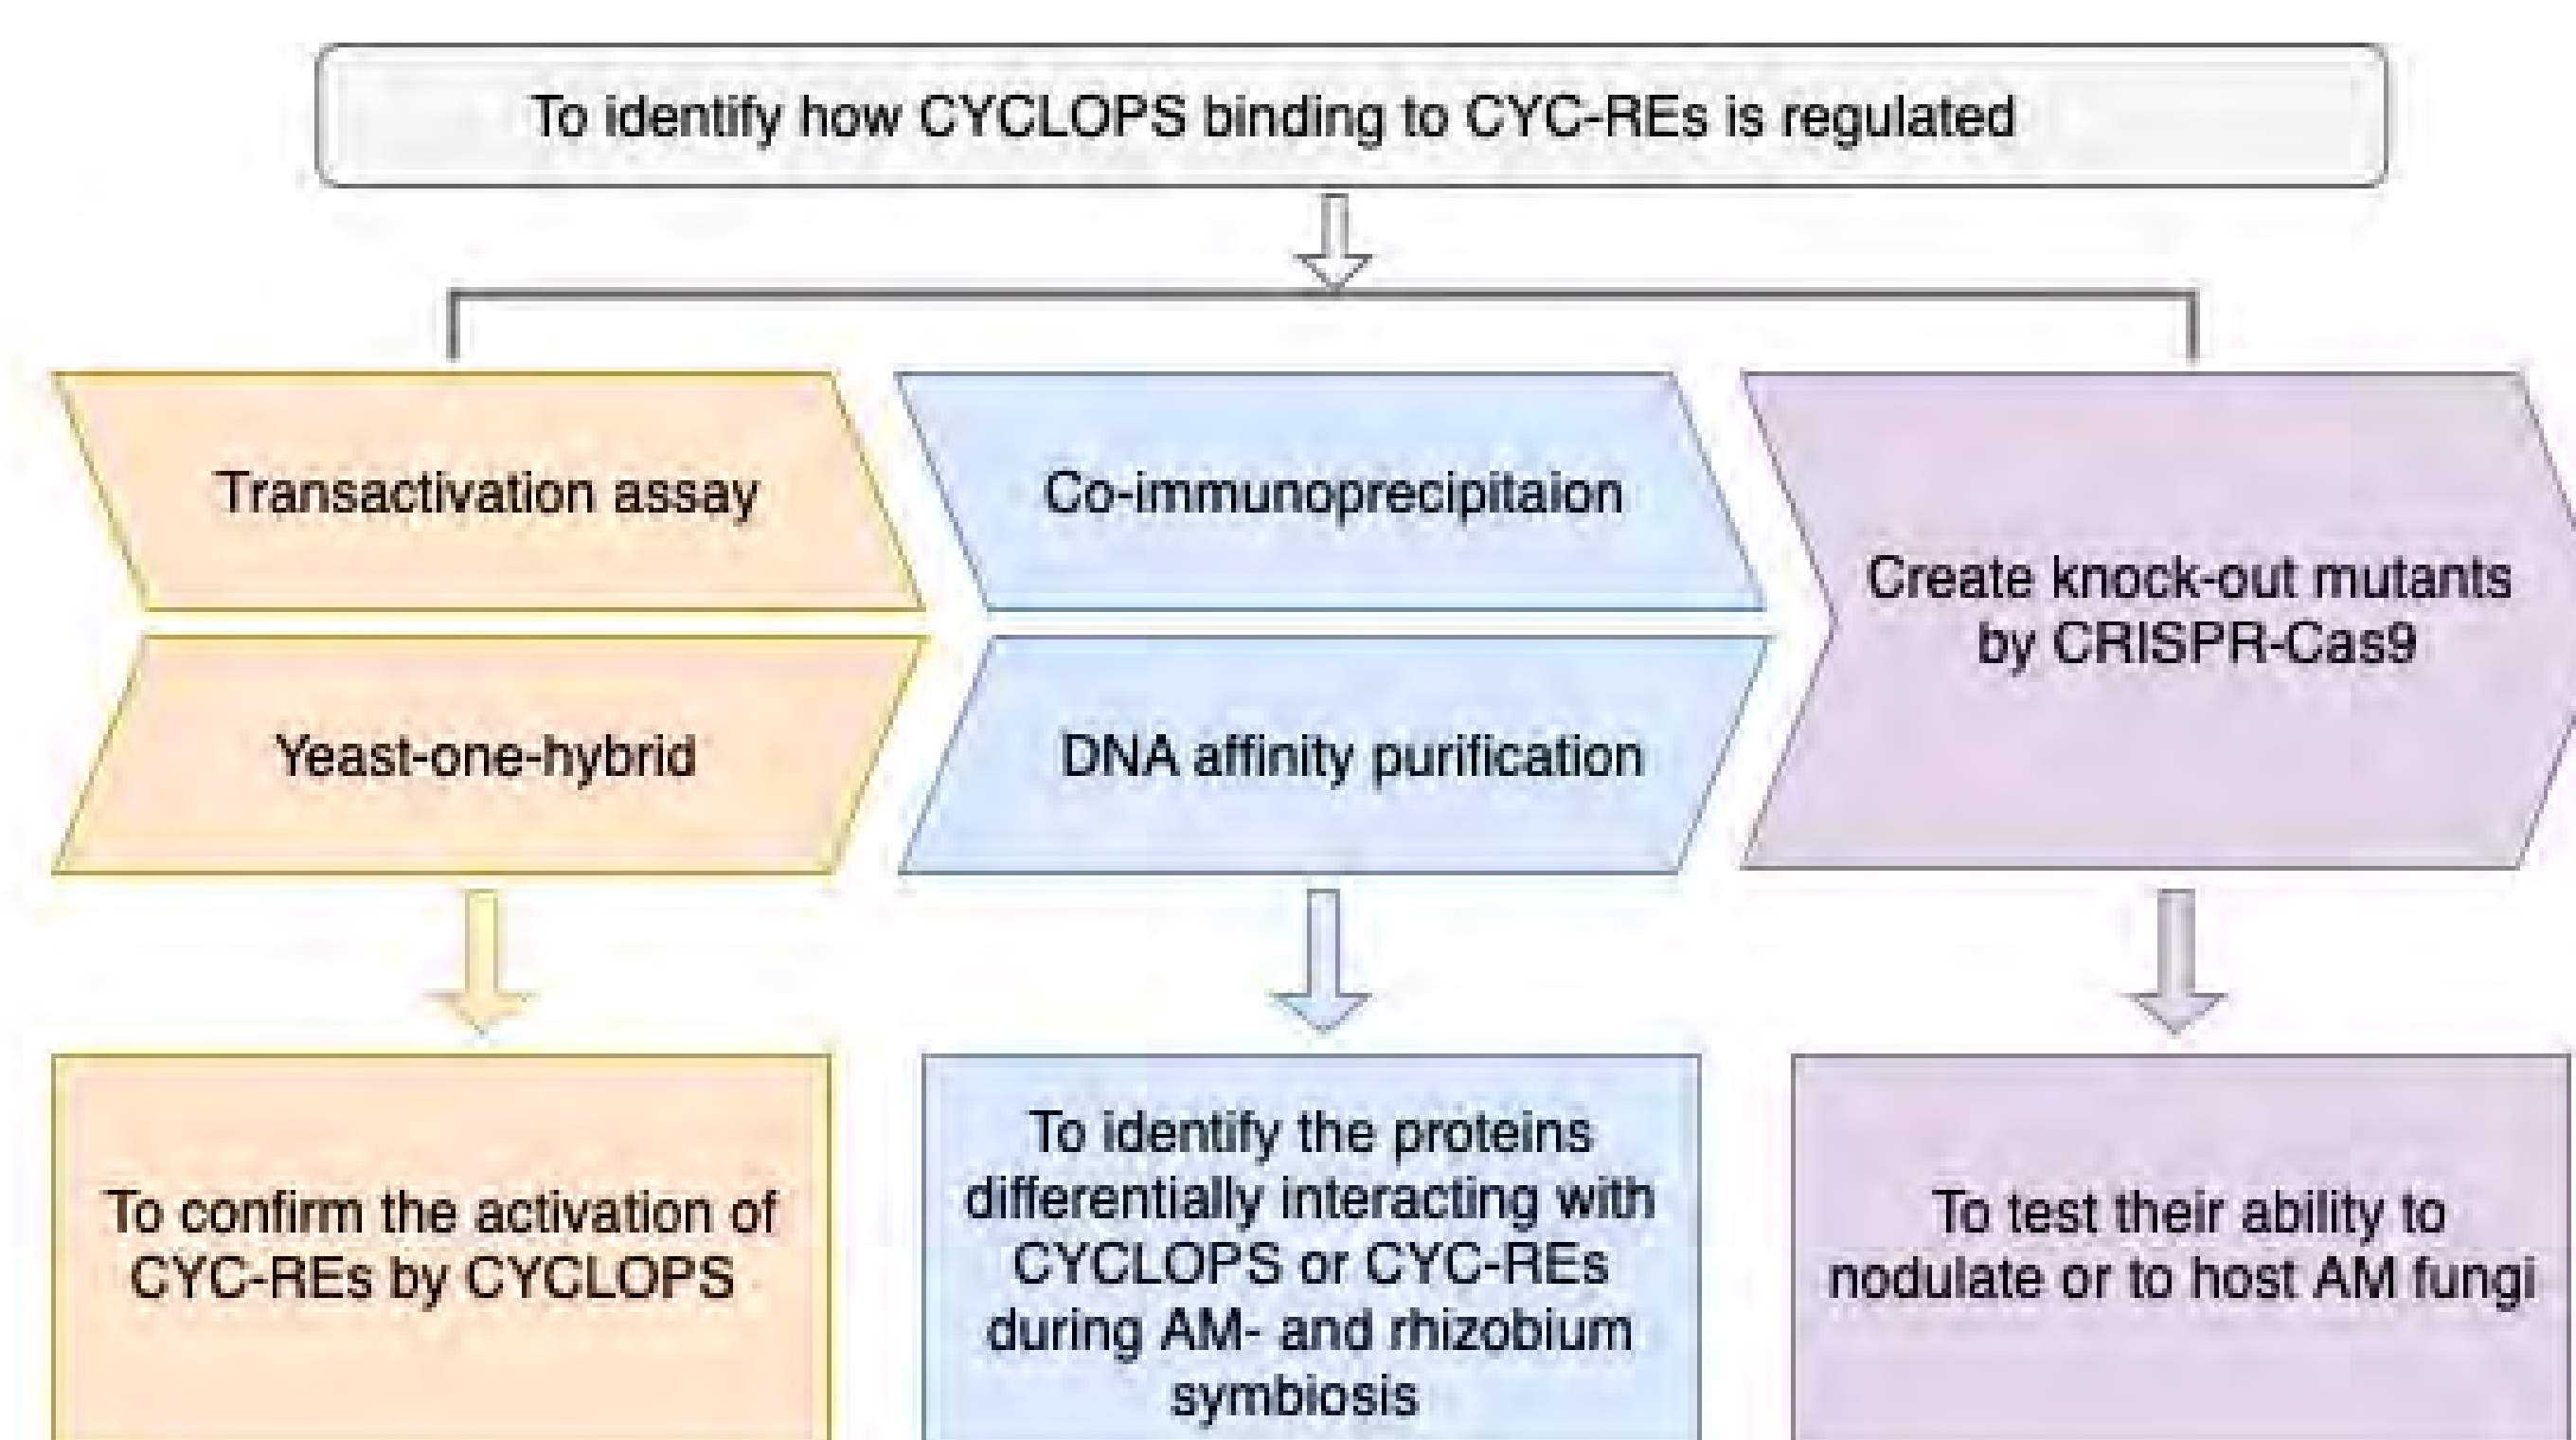 To identify how CYCLOPS binding to CYC-REs is regulated
Transactivation assay
Yeast-one-hybrid
Co-immunoprecipitaion
DNA affinity purification
Create knock-out mutants
by CRISPR-Cas9
To confirm the activation of
CYC-REs by CYCLOPS
To identify the proteins
differentially interacting with
CYCLOPS or CYC-REs
during AM- and rhizobium
symbiosis
To test their ability to
nodulate or to host AM fungi